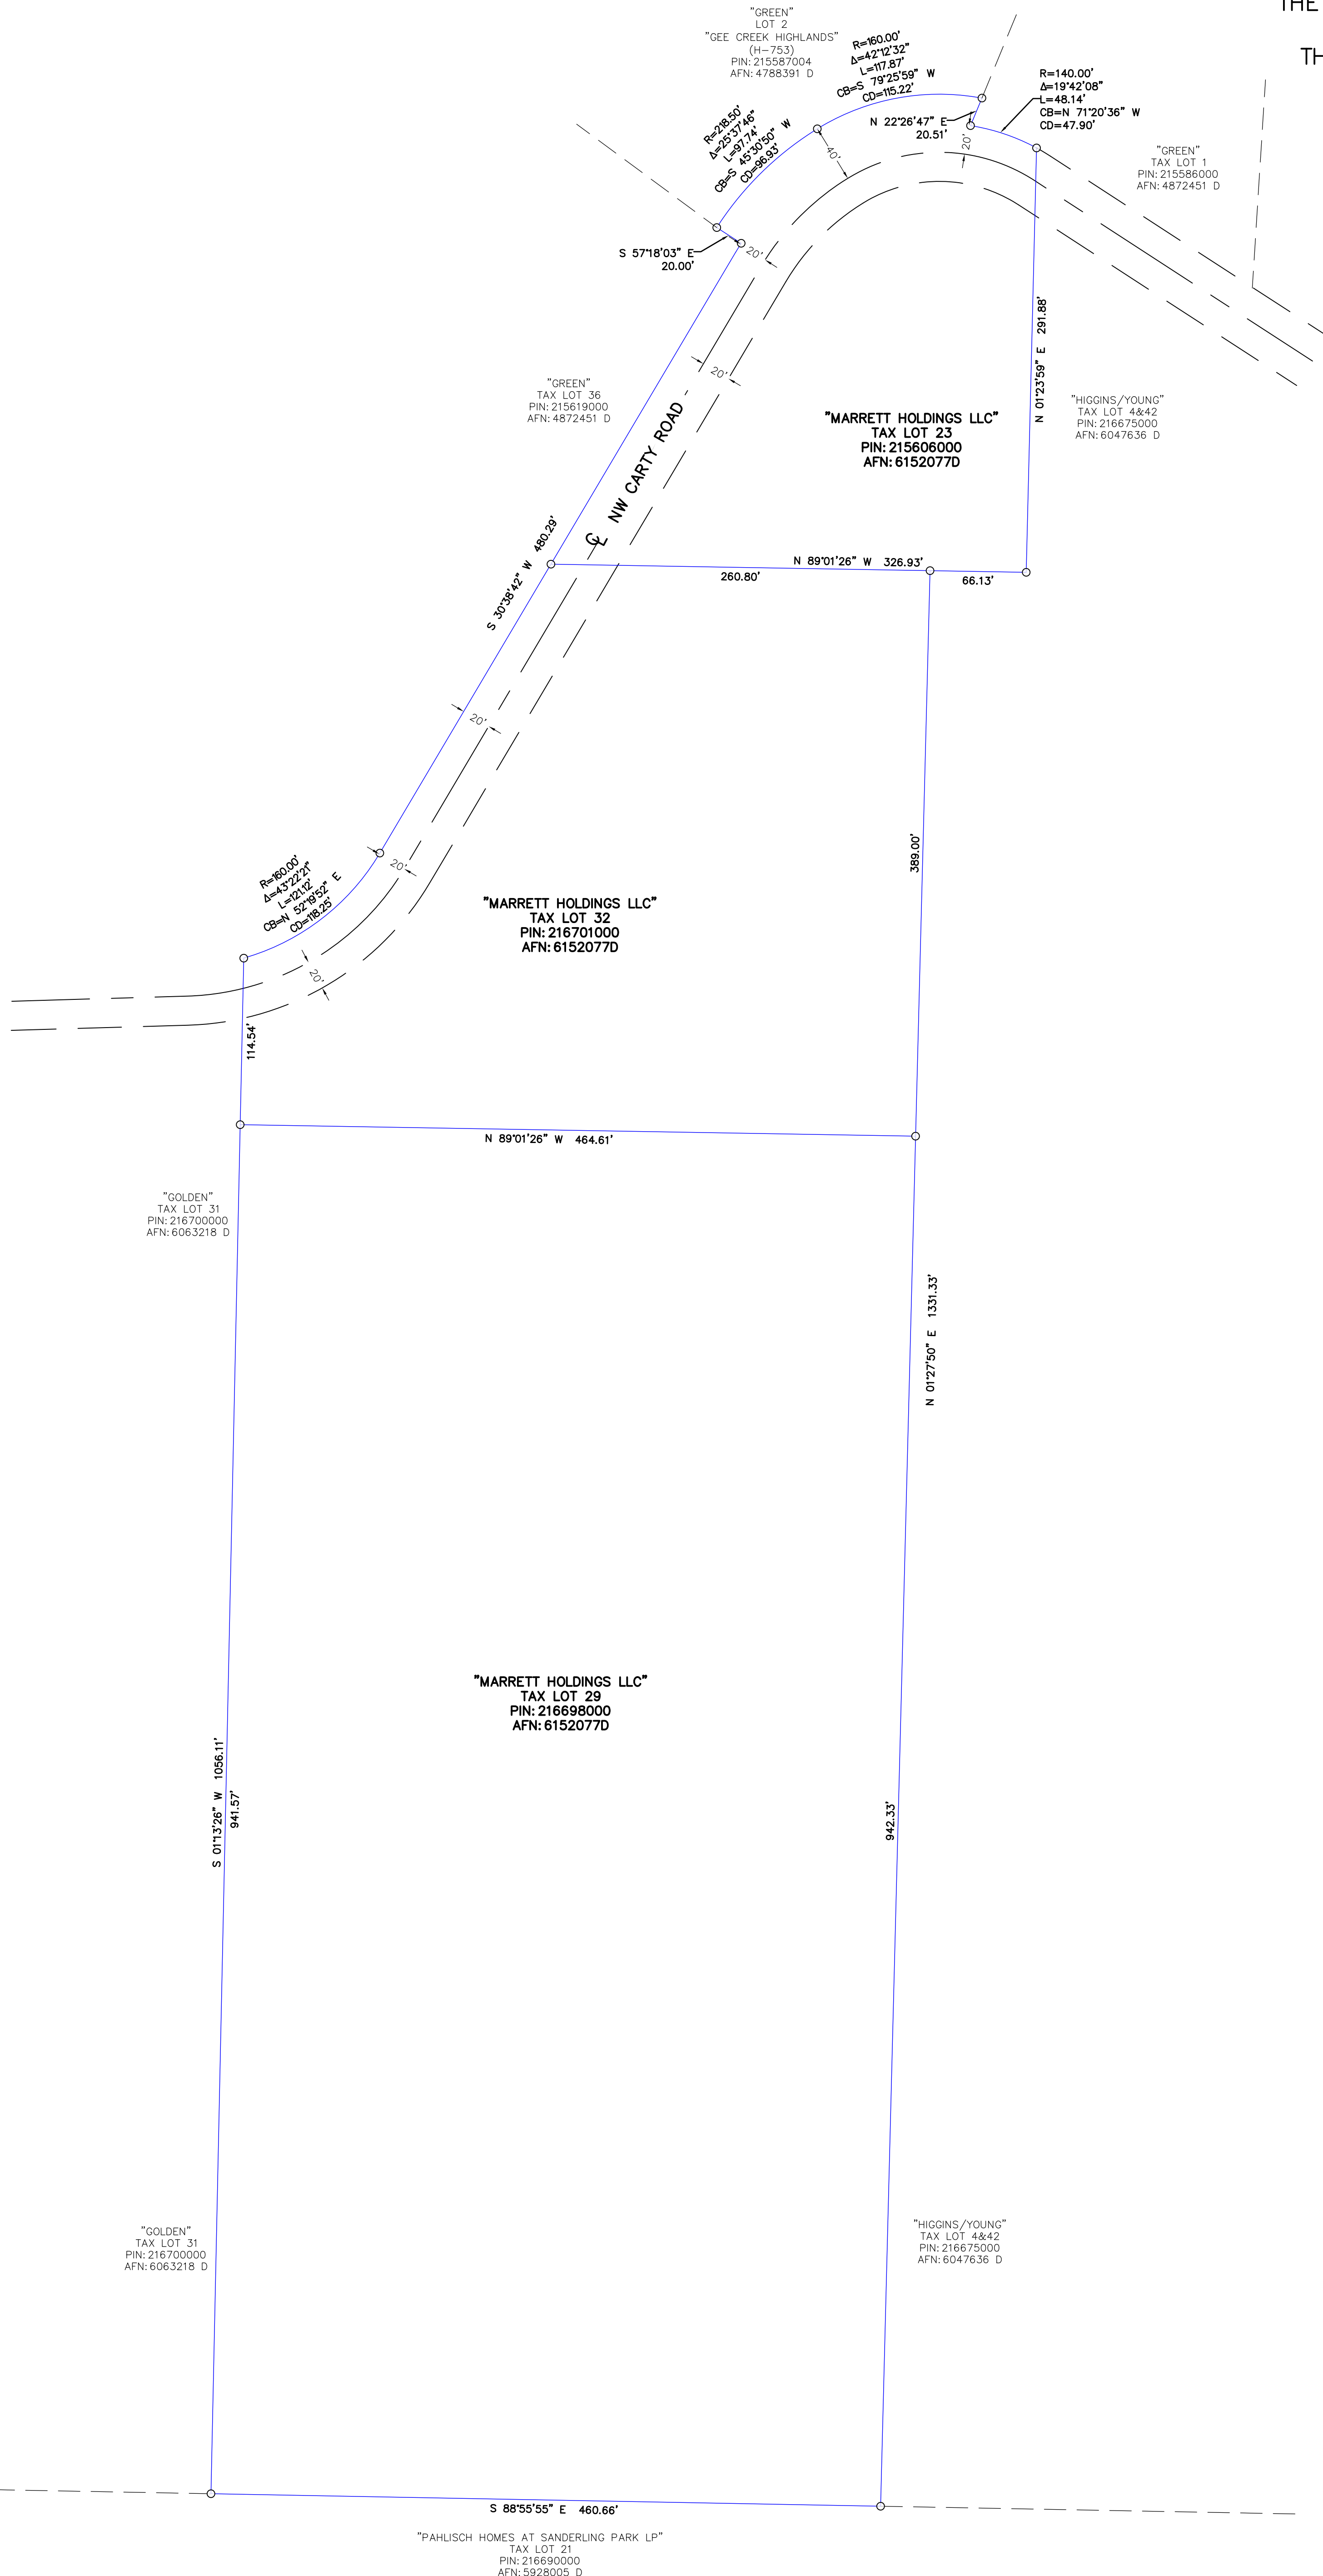 THE
TH
"GREEN"
LOT 2
"GEE CREEK HIGHLANDS"
(H-753)
PIN: 215587004
AFN: 4788391 D
R=160.00'
Δ=42°12'32"
L=117.87'
CB=S 79°25'59" W
CD=115.22'
R=140.00'
Δ=19°42'08"
L=48.14'
CB=N 71°20'36" W
CD=47.90'
N 22°26'47" E
20.51'
20'
40'
R=218.50'
Δ=25°37'46"
L=97.74'
CB=S 45°30'50" W
CD=96.93'
"GREEN"
TAX LOT 1
PIN: 215586000
AFN: 4872451 D
S 57°18'03" E
20.00'
20'
N 01°23'59" E 291.88'
20'
"GREEN"
TAX LOT 36
PIN: 215619000
AFN: 4872451 D
"MARRETT HOLDINGS LLC"
TAX LOT 23
PIN: 215606000
AFN: 6152077D
"HIGGINS/YOUNG"
TAX LOT 4&42
PIN: 216675000
AFN: 6047636 D
℄ NW CARTY ROAD -
S 30°38'42" W 480.29'
N 89°01'26" W 326.93'
260.80'
66.13'
20'
389.00'
R=160.00'
Δ=43°22'21"
L=121.12'
CB=N 52°19'52" E
CD=118.25'
20'
20'
"MARRETT HOLDINGS LLC"
TAX LOT 32
PIN: 216701000
AFN: 6152077D
114.54'
N 89°01'26" W 464.61'
"GOLDEN"
TAX LOT 31
PIN: 216700000
AFN: 6063218 D
N 01°27'50" E 1331.33'
"MARRETT HOLDINGS LLC"
TAX LOT 29
PIN: 216698000
AFN: 6152077D
S 01°13'26" W 1056.11'
941.57'
942.33'
"GOLDEN"
TAX LOT 31
PIN: 216700000
AFN: 6063218 D
"HIGGINS/YOUNG"
TAX LOT 4&42
PIN: 216675000
AFN: 6047636 D
S 88°55'55" E 460.66'
"PAHLISCH HOMES AT SANDERLING PARK LP"
TAX LOT 21
PIN: 216690000
AFN: 5928005 D